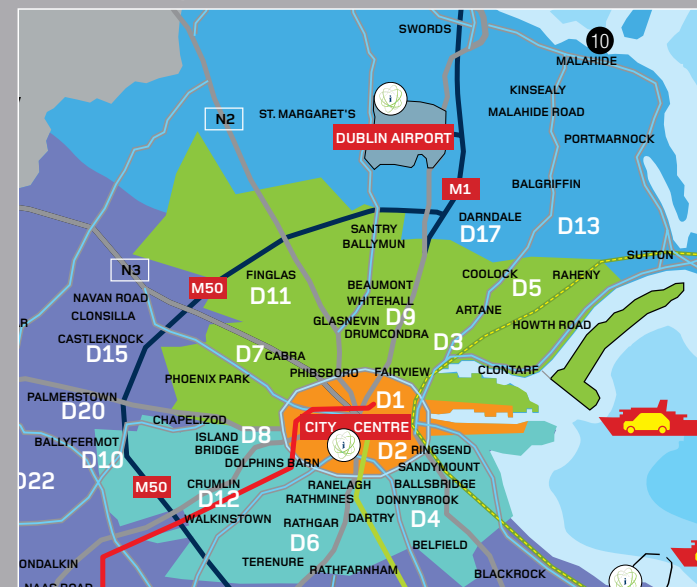 SWORDS
10
MALAHIDE
KINSEALY
N2
ST. MARGARET'S
MALAHIDE ROAD
DUBLIN AIRPORT
PORTMARNOCK
M1
BALGRIFFIN
DARNDALE
SANTRY
D17
D13
BALLYMUN
SUTTON
N3
FINGLAS
COOLOCK
RAHENY
M50
BEAUMONT
D5
NAVAN ROAD
D11
WHITEHALL
CLONSILLA
GLASNEVIN
D9
ARTANE
HOWTH ROAD
DRUMCONDRA
CASTLEKNOCK
D15
D7
CABRA
D3
PHIBSBORO
FAIRVIEW
CLONTARF
PHOENIX PARK
PALMERSTOWN
D20
D1
CHAPELIZOD
CITY CENTRE
BALLYFERMOT
ISLAND
BRIDGE
D8
D10
D2
RINGSEND
DOLPHINS BARN
SANDYMOUNT
D22
M50
CRUMLIN
RANELAGH
BALLSBRIDGE
D12
RATHMINES
DONNYBROOK
WALKINSTOWN
RATHGAR
DARTRY
D4
D6
BELFIELD
TERENURE
RATHFARNHAM
BLACKROCK
ONDALKIN
NAAS ROAD